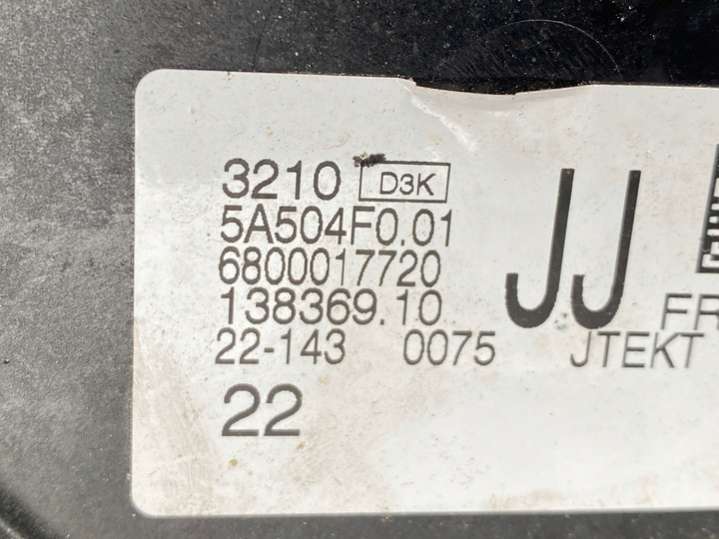 3210 D3K
5A504F0.01
6800017720
138369.10
22-143 0075
22
JJ
FR
JTEKT